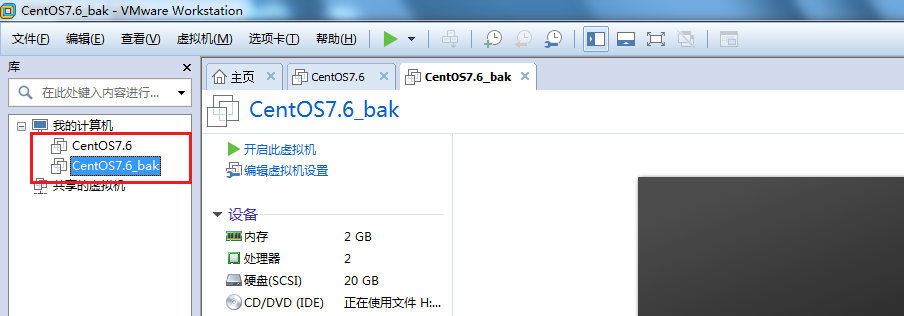 CentOS7.6_bak - VMware Workstation
文件(F) 编辑(E) 查看(V) 虚拟机(M) 选项卡(T) 帮助(H)
库
在此处键入内容进行...
我的计算机
CentOS7.6
CentOS7.6_bak
共享的虚拟机
主页 CentOS7.6 CentOS7.6_bak
CentOS7.6_bak
开启此虚拟机
编辑虚拟机设置
设备
内存 2 GB
处理器 2
硬盘(SCSI) 20 GB
CD/DVD (IDE) 正在使用文件 H:...